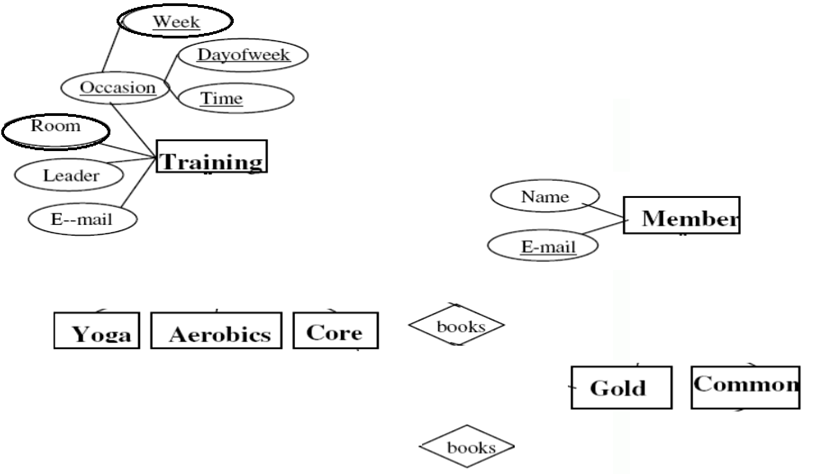 Week
Dayofweek
Occasion
Time
Room
Training
Leader
E--mail
Name
Member
E-mail
Yoga
Aerobics
Core
books
Gold
Common
books